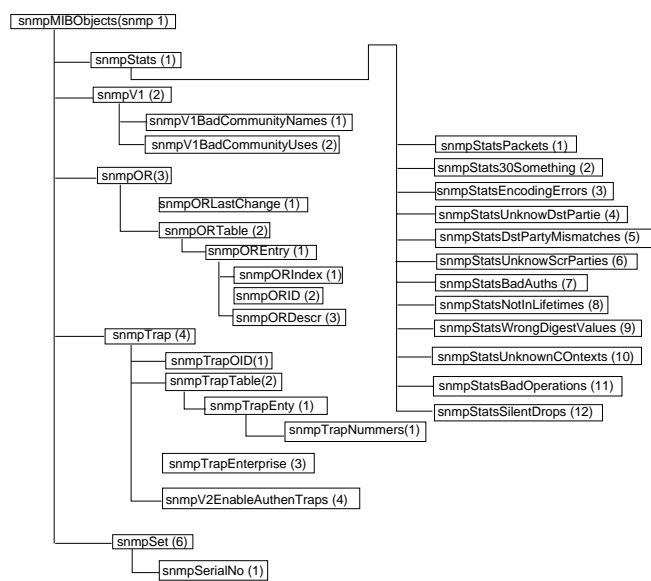 snmpMIBObjects(snmp 1)
snmpStats (1)
snmpV1 (2)
snmpV1BadCommunityNames (1)
snmpV1BadCommunityUses (2)
snmpOR(3)
snmpORLastChange (1)
snmpORTable (2)
snmpOREntry (1)
snmpORIndex (1)
snmpORID (2)
snmpORDescr (3)
snmpTrap (4)
snmpTrapOID(1)
snmpTrapTable(2)
snmpTrapEnty (1)
snmpTrapNummers(1)
snmpTrapEnterprise (3)
snmpV2EnableAuthenTraps (4)
snmpSet (6)
snmpSerialNo (1)
snmpStatsPackets (1)
snmpStats30Something (2)
snmpStatsEncodingErrors (3)
snmpStatsUnknowDstPartie (4)
snmpStatsDstPartyMismatches (5)
snmpStatsUnknowScrParties (6)
snmpStatsBadAuths (7)
snmpStatsNotInLifetimes (8)
snmpStatsWrongDigestValues (9)
snmpStatsUnknownCOntexts (10)
snmpStatsBadOperations (11)
snmpStatsSilentDrops (12)